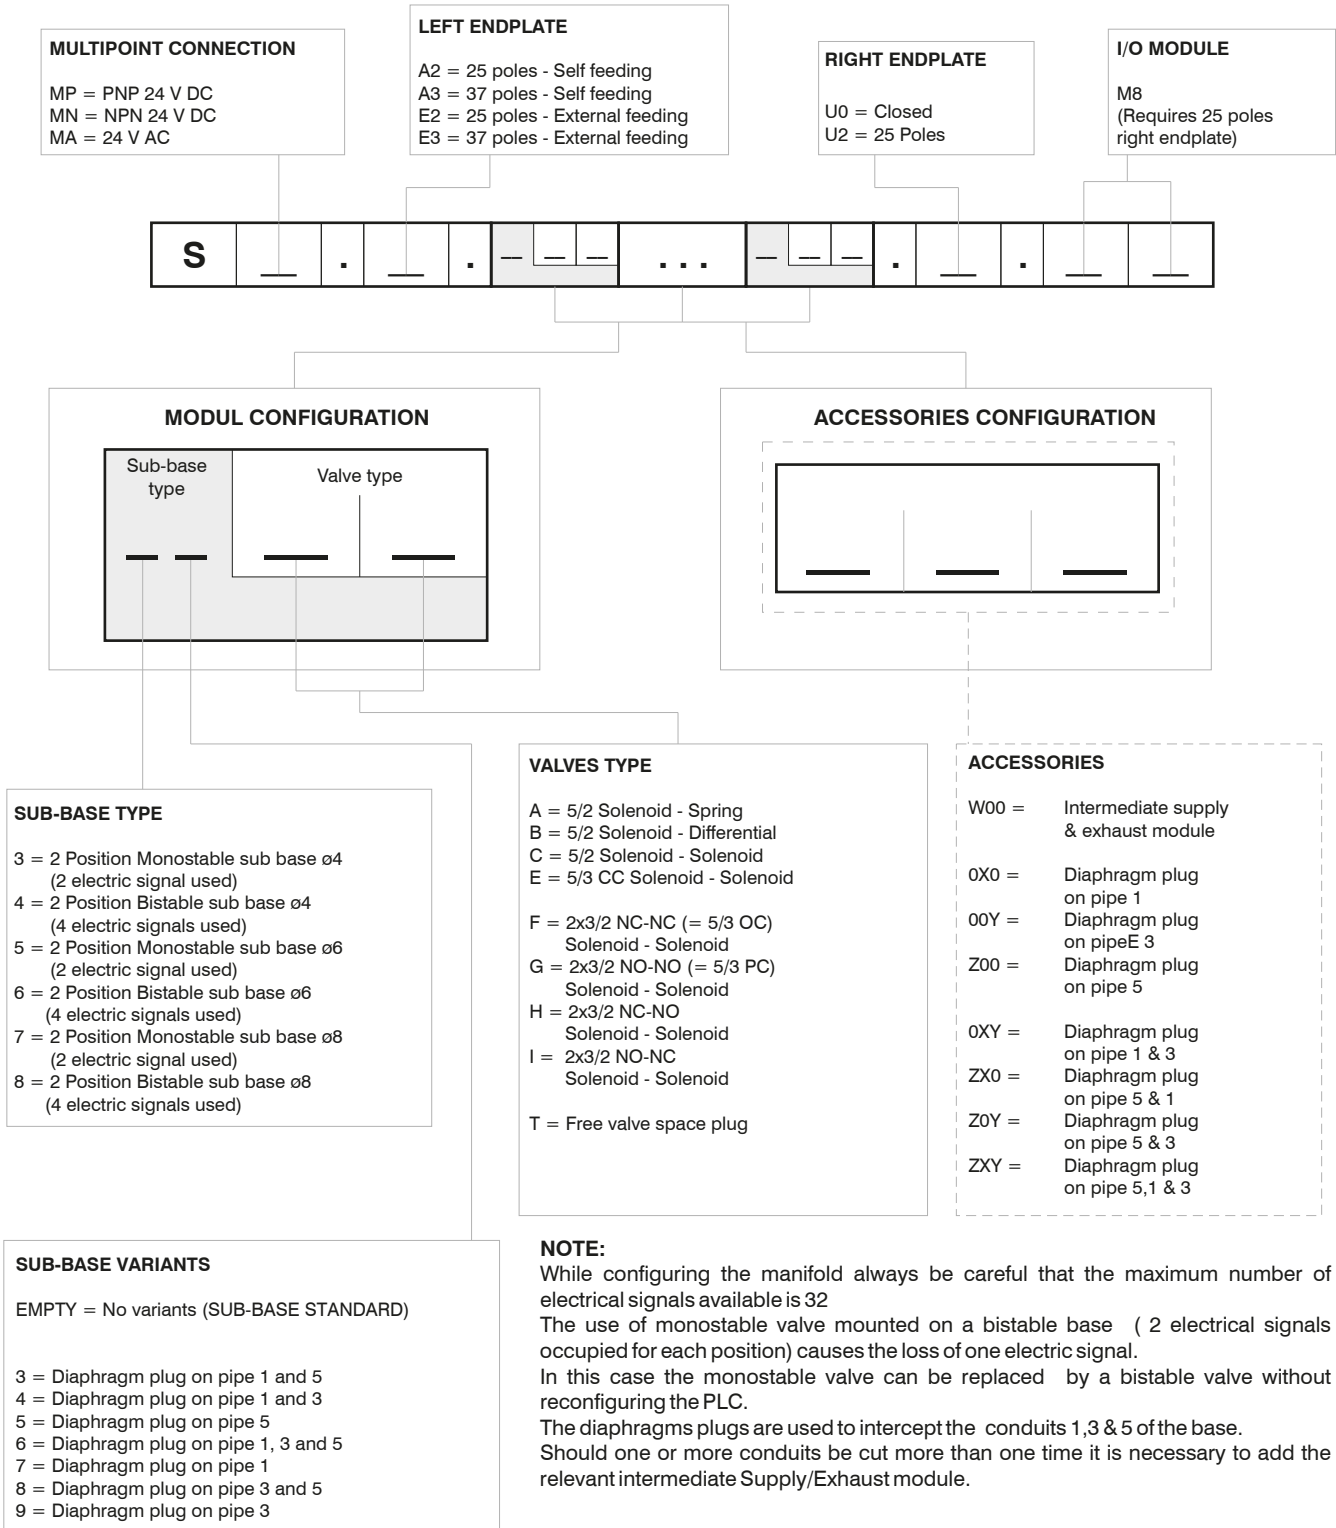 MULTIPOINT CONNECTION
MP = PNP 24 V DC
MN = NPN 24 V DC
MA = 24 V AC
LEFT ENDPLATE
A2 = 25 poles - Self feeding
A3 = 37 poles - Self feeding
E2 = 25 poles - External feeding
E3 = 37 poles - External feeding
RIGHT ENDPLATE
U0 = Closed
U2 = 25 Poles
I/O MODULE
M8
(Requires 25 poles
right endplate)
S __ . __ . __ __ __ . . . __ __ __ . __ . __ __
MODUL CONFIGURATION
Sub-base
type
Valve type
ACCESSORIES CONFIGURATION
SUB-BASE TYPE
3 = 2 Position Monostable sub base ø4
(2 electric signal used)
4 = 2 Position Bistable sub base ø4
(4 electric signals used)
5 = 2 Position Monostable sub base ø6
(2 electric signal used)
6 = 2 Position Bistable sub base ø6
(4 electric signals used)
7 = 2 Position Monostable sub base ø8
(2 electric signal used)
8 = 2 Position Bistable sub base ø8
(4 electric signals used)
VALVES TYPE
A = 5/2 Solenoid - Spring
B = 5/2 Solenoid - Differential
C = 5/2 Solenoid - Solenoid
E = 5/3 CC Solenoid - Solenoid
F = 2x3/2 NC-NC (= 5/3 OC)
Solenoid - Solenoid
G = 2x3/2 NO-NO (= 5/3 PC)
Solenoid - Solenoid
H = 2x3/2 NC-NO
Solenoid - Solenoid
I = 2x3/2 NO-NC
Solenoid - Solenoid
T = Free valve space plug
ACCESSORIES
W00 = Intermediate supply
& exhaust module
0X0 = Diaphragm plug
on pipe 1
00Y = Diaphragm plug
on pipeE 3
Z00 = Diaphragm plug
on pipe 5
0XY = Diaphragm plug
on pipe 1 & 3
ZX0 = Diaphragm plug
on pipe 5 & 1
Z0Y = Diaphragm plug
on pipe 5 & 3
ZXY = Diaphragm plug
on pipe 5,1 & 3
SUB-BASE VARIANTS
EMPTY = No variants (SUB-BASE STANDARD)
3 = Diaphragm plug on pipe 1 and 5
4 = Diaphragm plug on pipe 1 and 3
5 = Diaphragm plug on pipe 5
6 = Diaphragm plug on pipe 1, 3 and 5
7 = Diaphragm plug on pipe 1
8 = Diaphragm plug on pipe 3 and 5
9 = Diaphragm plug on pipe 3
NOTE:
While configuring the manifold always be careful that the maximum number of
electrical signals available is 32
The use of monostable valve mounted on a bistable base ( 2 electrical signals
occupied for each position) causes the loss of one electric signal.
In this case the monostable valve can be replaced by a bistable valve without
reconfiguring the PLC.
The diaphragms plugs are used to intercept the conduits 1,3 & 5 of the base.
Should one or more conduits be cut more than one time it is necessary to add the
relevant intermediate Supply/Exhaust module.